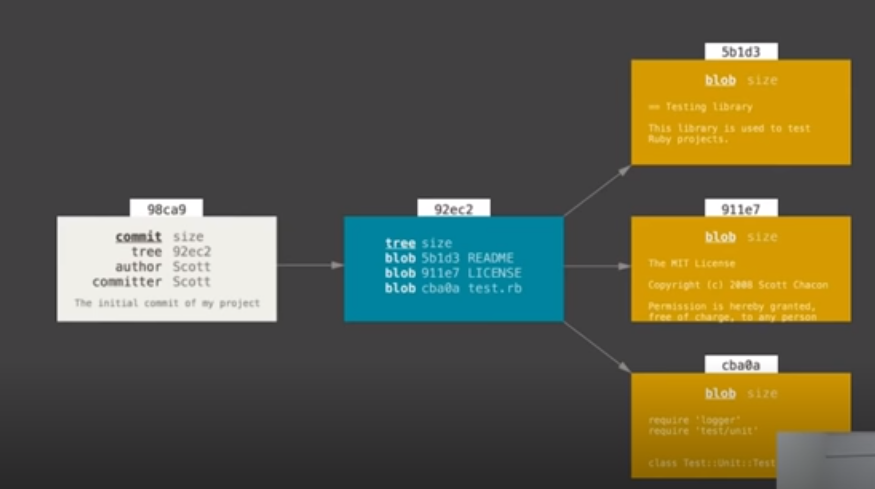 98ca9
commit size
tree 92ec2
author Scott
committer Scott
The initial commit of my project
92ec2
tree size
blob 5b1d3 README
blob 911e7 LICENSE
blob cba0a test.rb
5b1d3
blob size
== Testing library
This library is used to test
Ruby projects.
911e7
blob size
The MIT License
Copyright (c) 2008 Scott Chacon
Permission is hereby granted,
free of charge, to any person
cba0a
blob size
require 'logger'
require 'test/unit'
class Test::Unit::Test